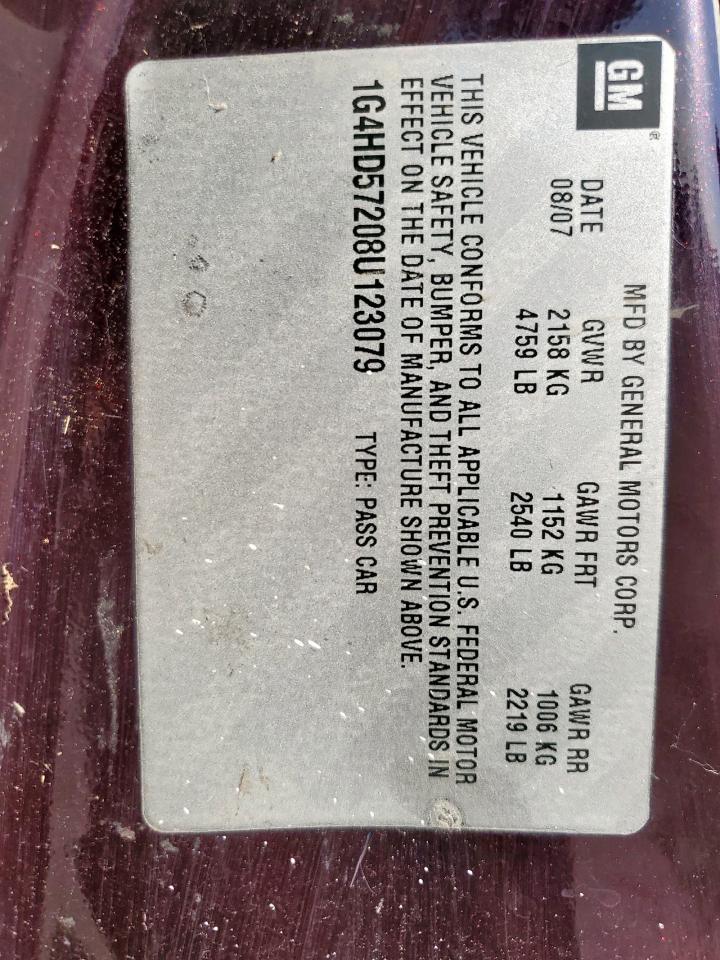 GM
®
MFD BY GENERAL MOTORS CORP.
DATE GVWR GAWR FRT GAWR RR
08/07 2158 KG 1152 KG 1006 KG
4759 LB 2540 LB 2219 LB
THIS VEHICLE CONFORMS TO ALL APPLICABLE U.S. FEDERAL MOTOR
VEHICLE SAFETY, BUMPER, AND THEFT PREVENTION STANDARDS IN
EFFECT ON THE DATE OF MANUFACTURE SHOWN ABOVE.
1G4HD57208U123079 TYPE: PASS CAR